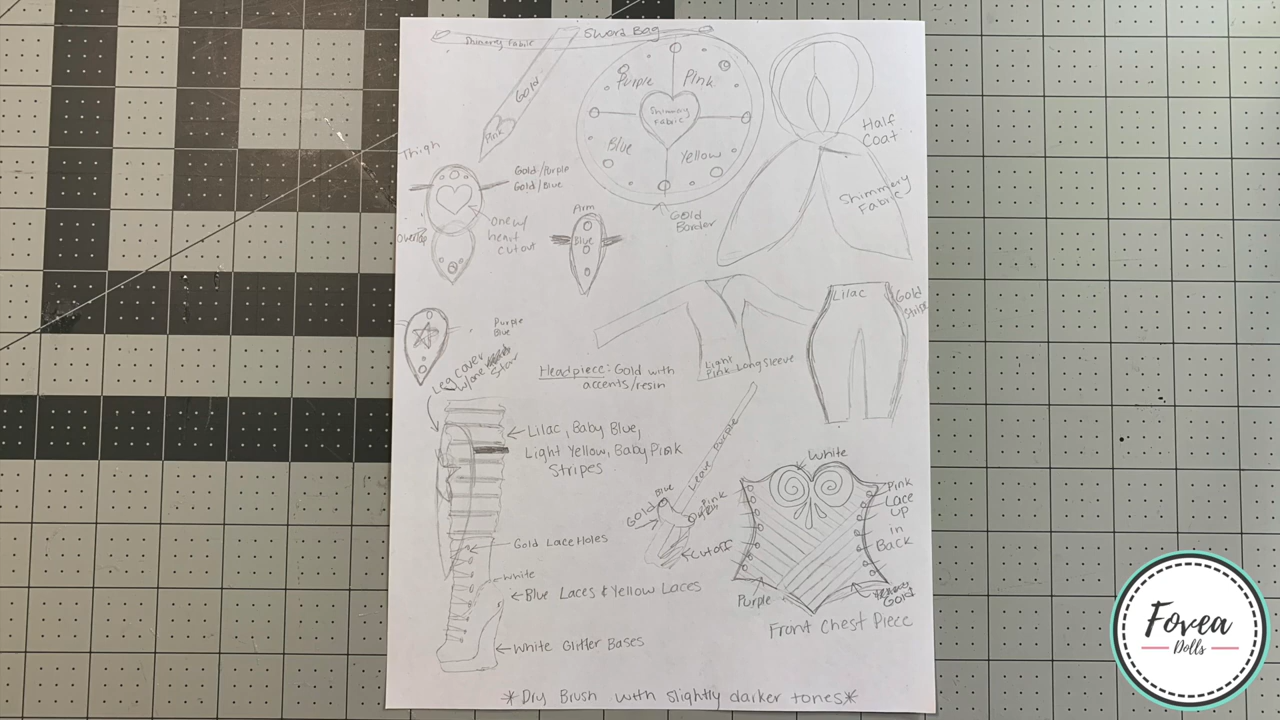 Sword Bag
Shimmery Fabric
Gold
Pink
Purple
Pink
Shimmery
Fabric
Blue
Yellow
Gold
Border
Half
Coat
Shimmery
Fabric
Thigh
Gold/Purple
Gold/Blue
One w/
heart
cutout
Overlap
Arm
Blue
Purple
Blue
Leg cover
w/one
Star
Light
Pink Long Sleeve
Lilac
Gold
Stripe
Headpiece: Gold with
accents/resin
Lilac, Baby Blue,
Light Yellow, Baby Pink
Stripes
Leave Purple
Blue
Gold
Pink
Cutoff
Gold Lace Holes
White
Blue Laces & Yellow Laces
White Glitter Bases
White
Pink
Lace
up
in
Back
Purple
Gold
Front Chest Piece
*Dry Brush with slightly darker tones*
Fovea
Dolls